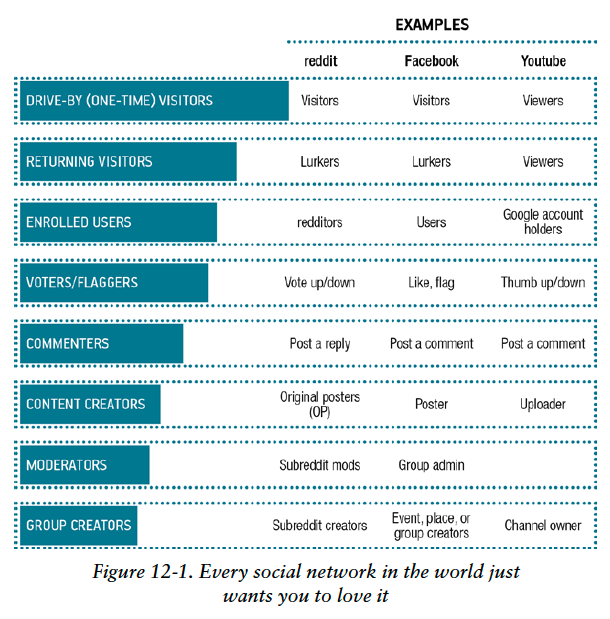 EXAMPLES
reddit Facebook Youtube
DRIVE-BY (ONE-TIME) VISITORS Visitors Visitors Viewers
RETURNING VISITORS Lurkers Lurkers Viewers
ENROLLED USERS redditors Users Google account
holders
VOTERS/FLAGGERS Vote up/down Like, flag Thumb up/down
COMMENTERS Post a reply Post a comment Post a comment
CONTENT CREATORS Original posters
(OP) Poster Uploader
MODERATORS Subreddit mods Group admin
GROUP CREATORS Subreddit creators Event, place, or
group creators Channel owner
Figure 12-1. Every social network in the world just
wants you to love it